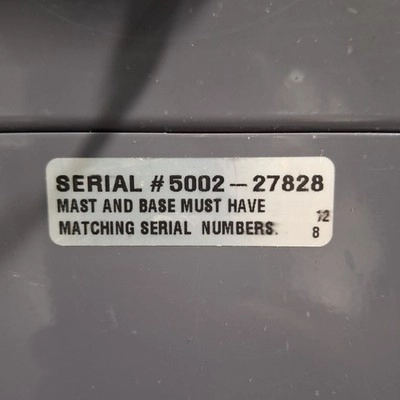 SERIAL # 5002 - 27828
MAST AND BASE MUST HAVE
MATCHING SERIAL NUMBERS.
12
8